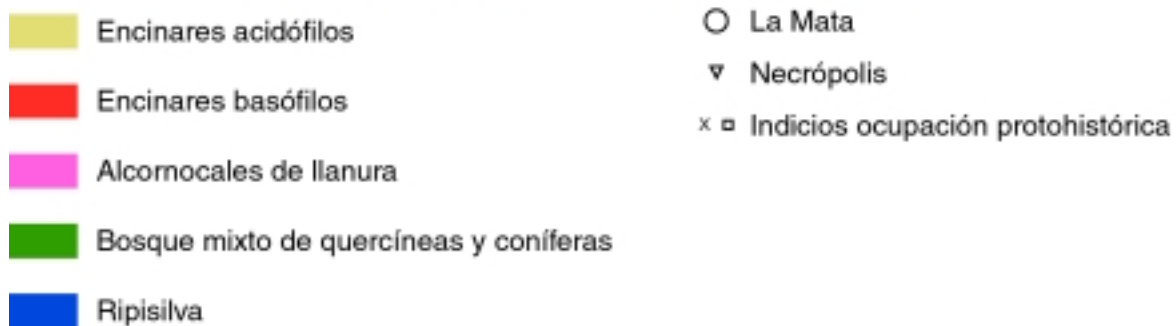 Encinares acidófilos
Encinares basófilos
Alcornocales de llanura
Bosque mixto de quercíneas y coníferas
Ripisilva
La Mata
Necrópolis
x Indicios ocupación protohistórica